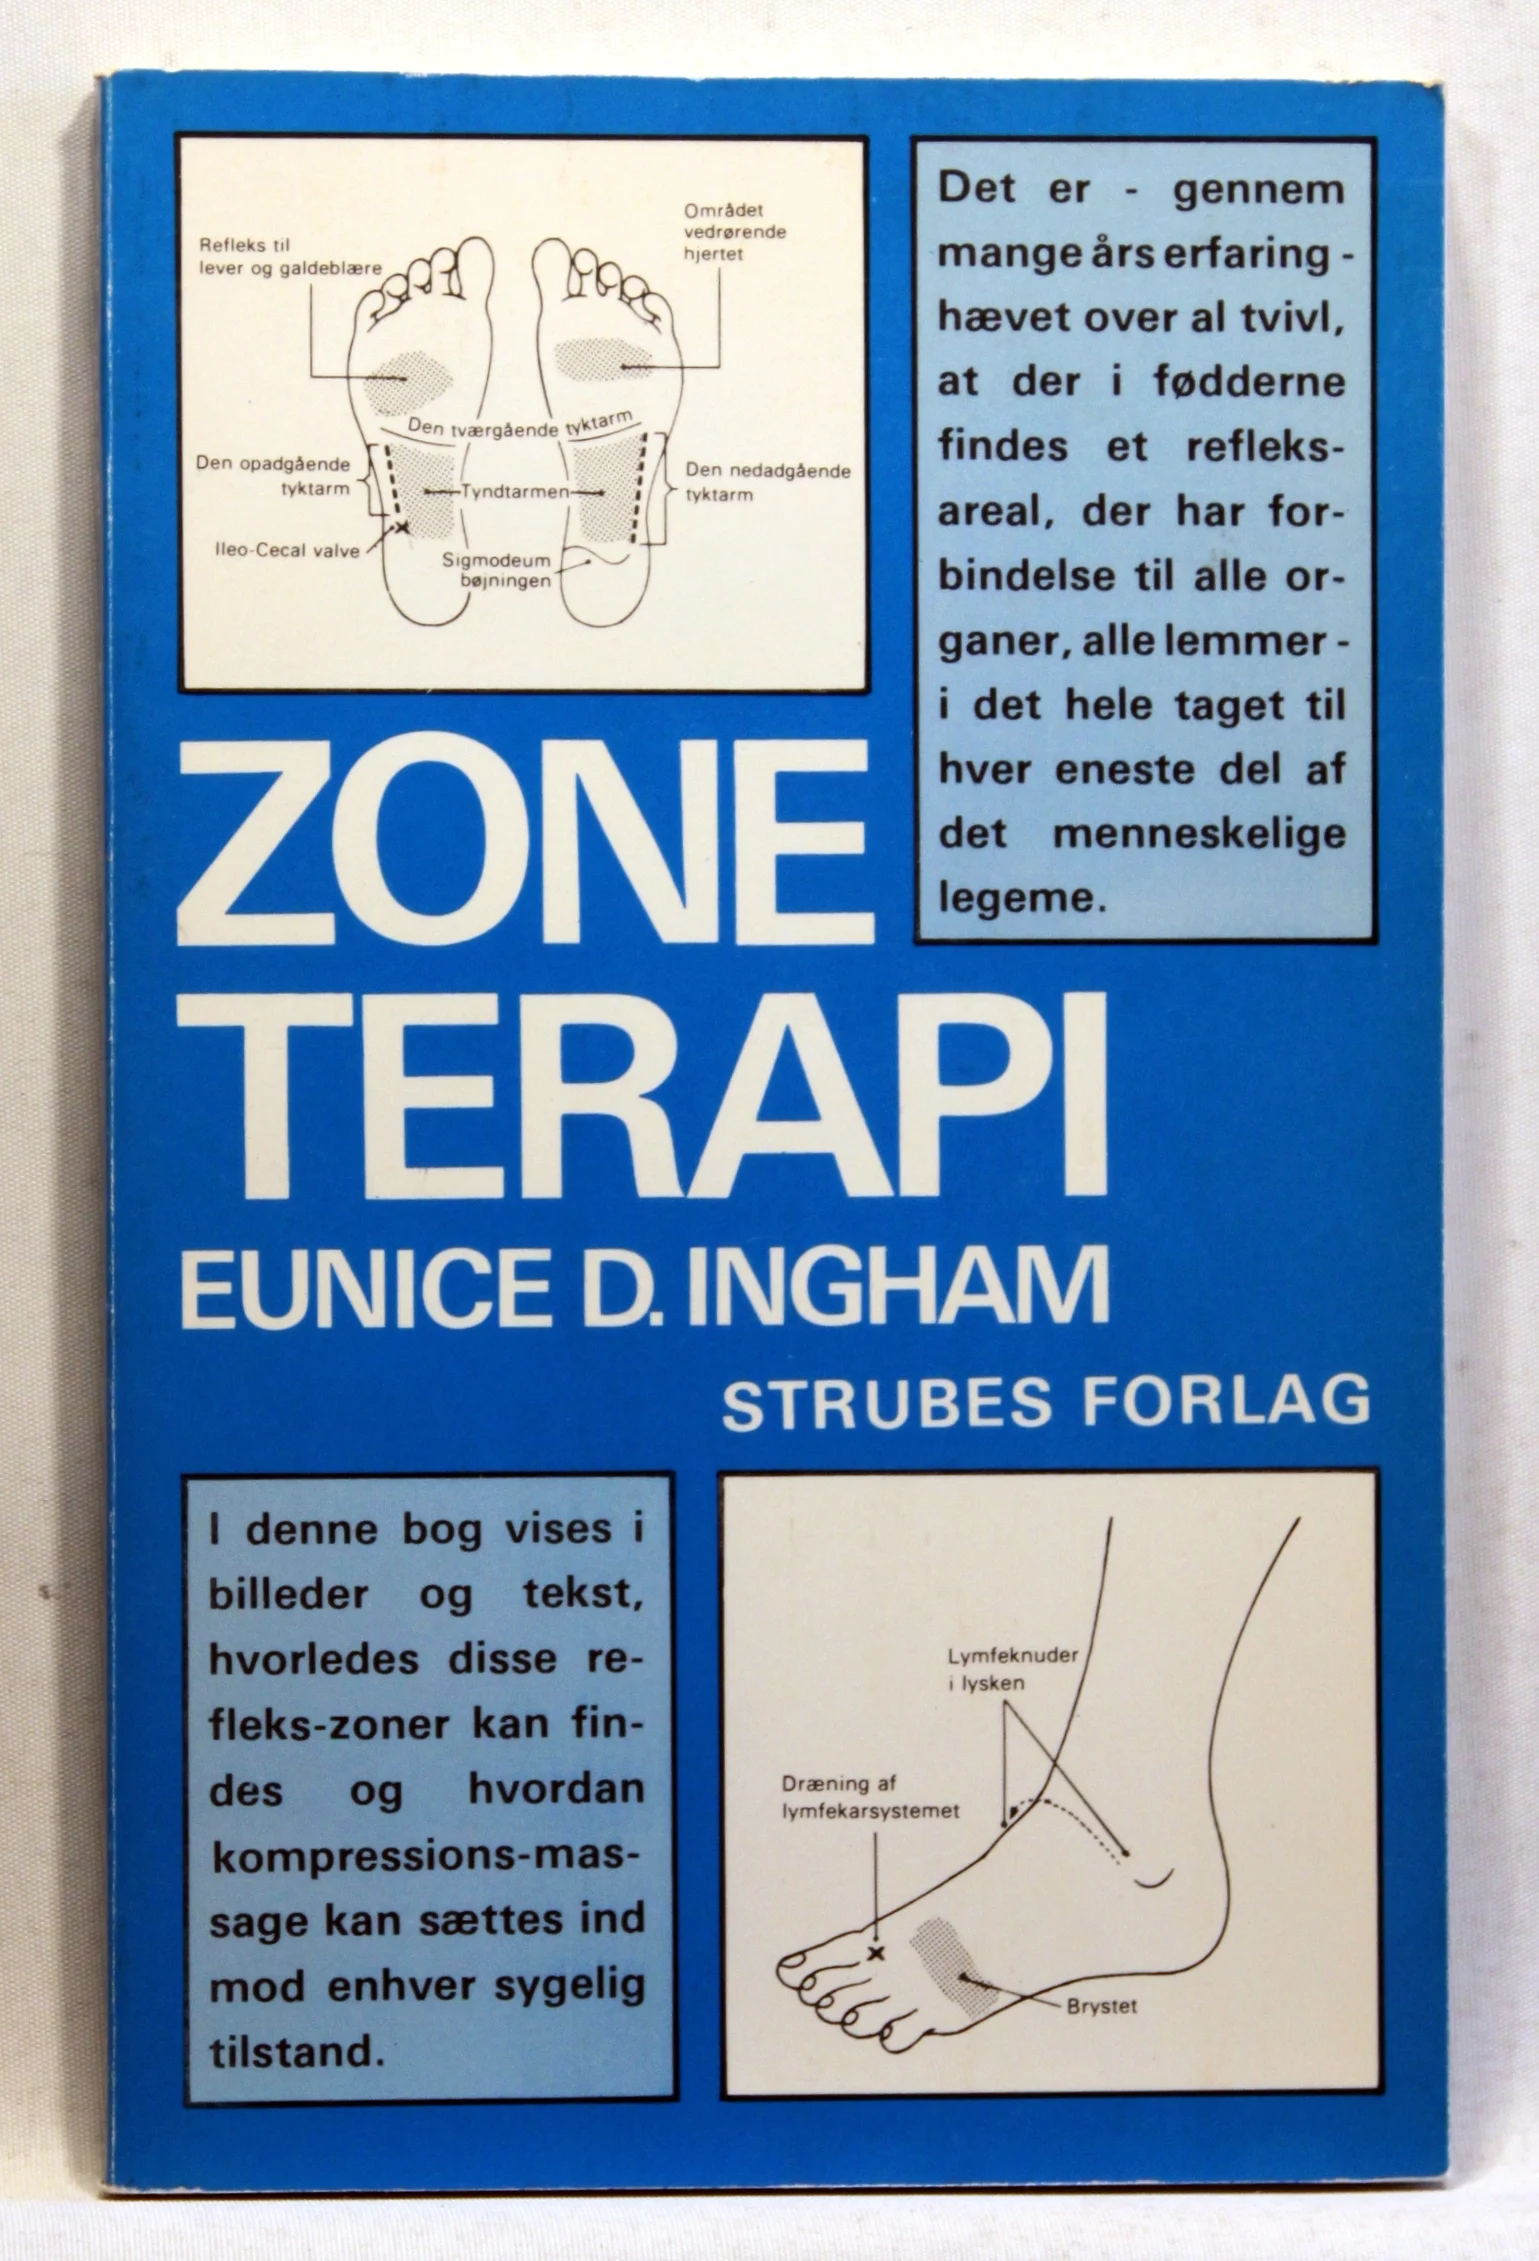 Refleks til
lever og galdeblære
Området
vedrørende
hjertet
Den tværgående tyktarm
Den opadgående
tyktarm
Tyndtarmen
Den nedadgående
tyktarm
Ileo-Cecal valve
Sigmodeum
bøjningen
Det er - gennem
mange års erfaring -
hævet over al tvivl,
at der i fødderne
findes et refleks-
areal, der har for-
bindelse til alle or-
ganer, alle lemmer -
i det hele taget til
hver eneste del af
det menneskelige
legeme.
ZONE
TERAPI
EUNICE D. INGHAM
STRUBES FORLAG
I denne bog vises i
billeder og tekst,
hvorledes disse re-
fleks-zoner kan fin-
des og hvordan
kompressions-mas-
sage kan sættes ind
mod enhver sygelig
tilstand.
Lymfeknuder
i lysken
Dræning af
lymfekarsystemet
Brystet